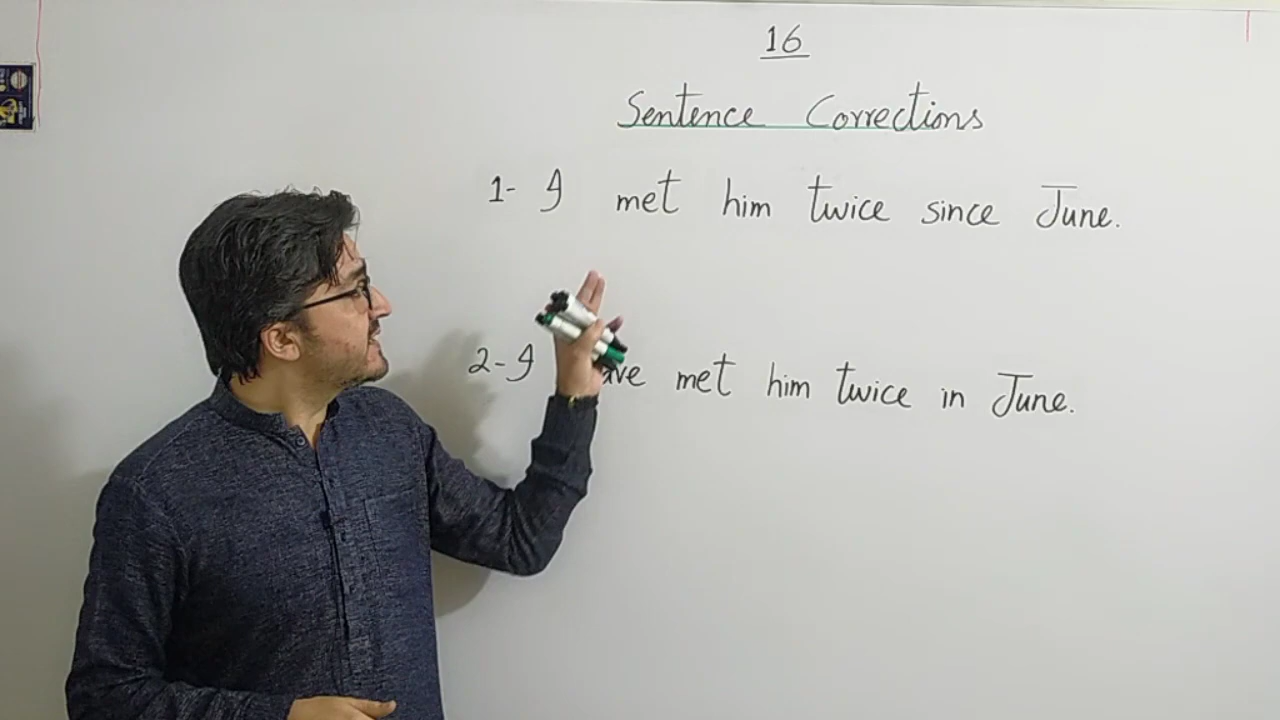 16
Sentence Corrections
1- I met him twice since June.
2- I met him twice in June.